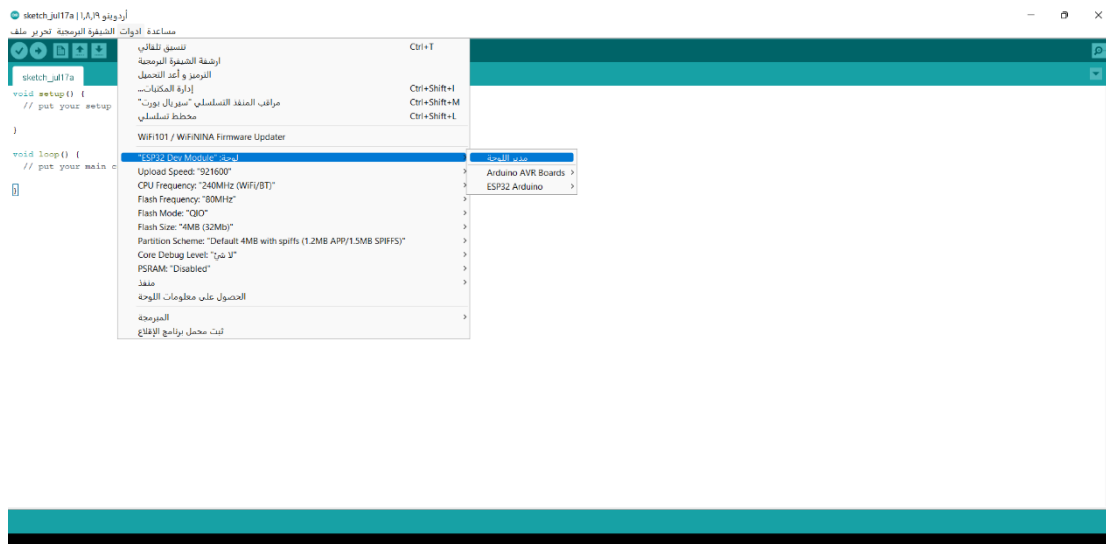 sketch_jul17a | أردوينو ١,٨,١٩
ملف تحرير الشيفرة البرمجية ادوات مساعدة
sketch_jul17a
void setup() {
// put your setup
}
void loop() {
// put your main c
}
تنسيق تلقائي Ctrl+T
ارشفة الشيفرة البرمجية
الترميز و أعد التحميل
إدارة المكتبات... Ctrl+Shift+I
مراقب المنفذ التسلسلي "سيريال بورت" Ctrl+Shift+M
مخطط تسلسلي Ctrl+Shift+L
WiFi101 / WiFiNINA Firmware Updater
لوحة: "ESP32 Dev Module"
Upload Speed: "921600"
CPU Frequency: "240MHz (WiFi/BT)"
Flash Frequency: "80MHz"
Flash Mode: "QIO"
Flash Size: "4MB (32Mb)"
Partition Scheme: "Default 4MB with spiffs (1.2MB APP/1.5MB SPIFFS)"
Core Debug Level: "لا شئ"
PSRAM: "Disabled"
منفذ
الحصول على معلومات اللوحة
المبرمجة
ثبت محمل برنامج الإقلاع
مدير اللوحة
Arduino AVR Boards
ESP32 Arduino